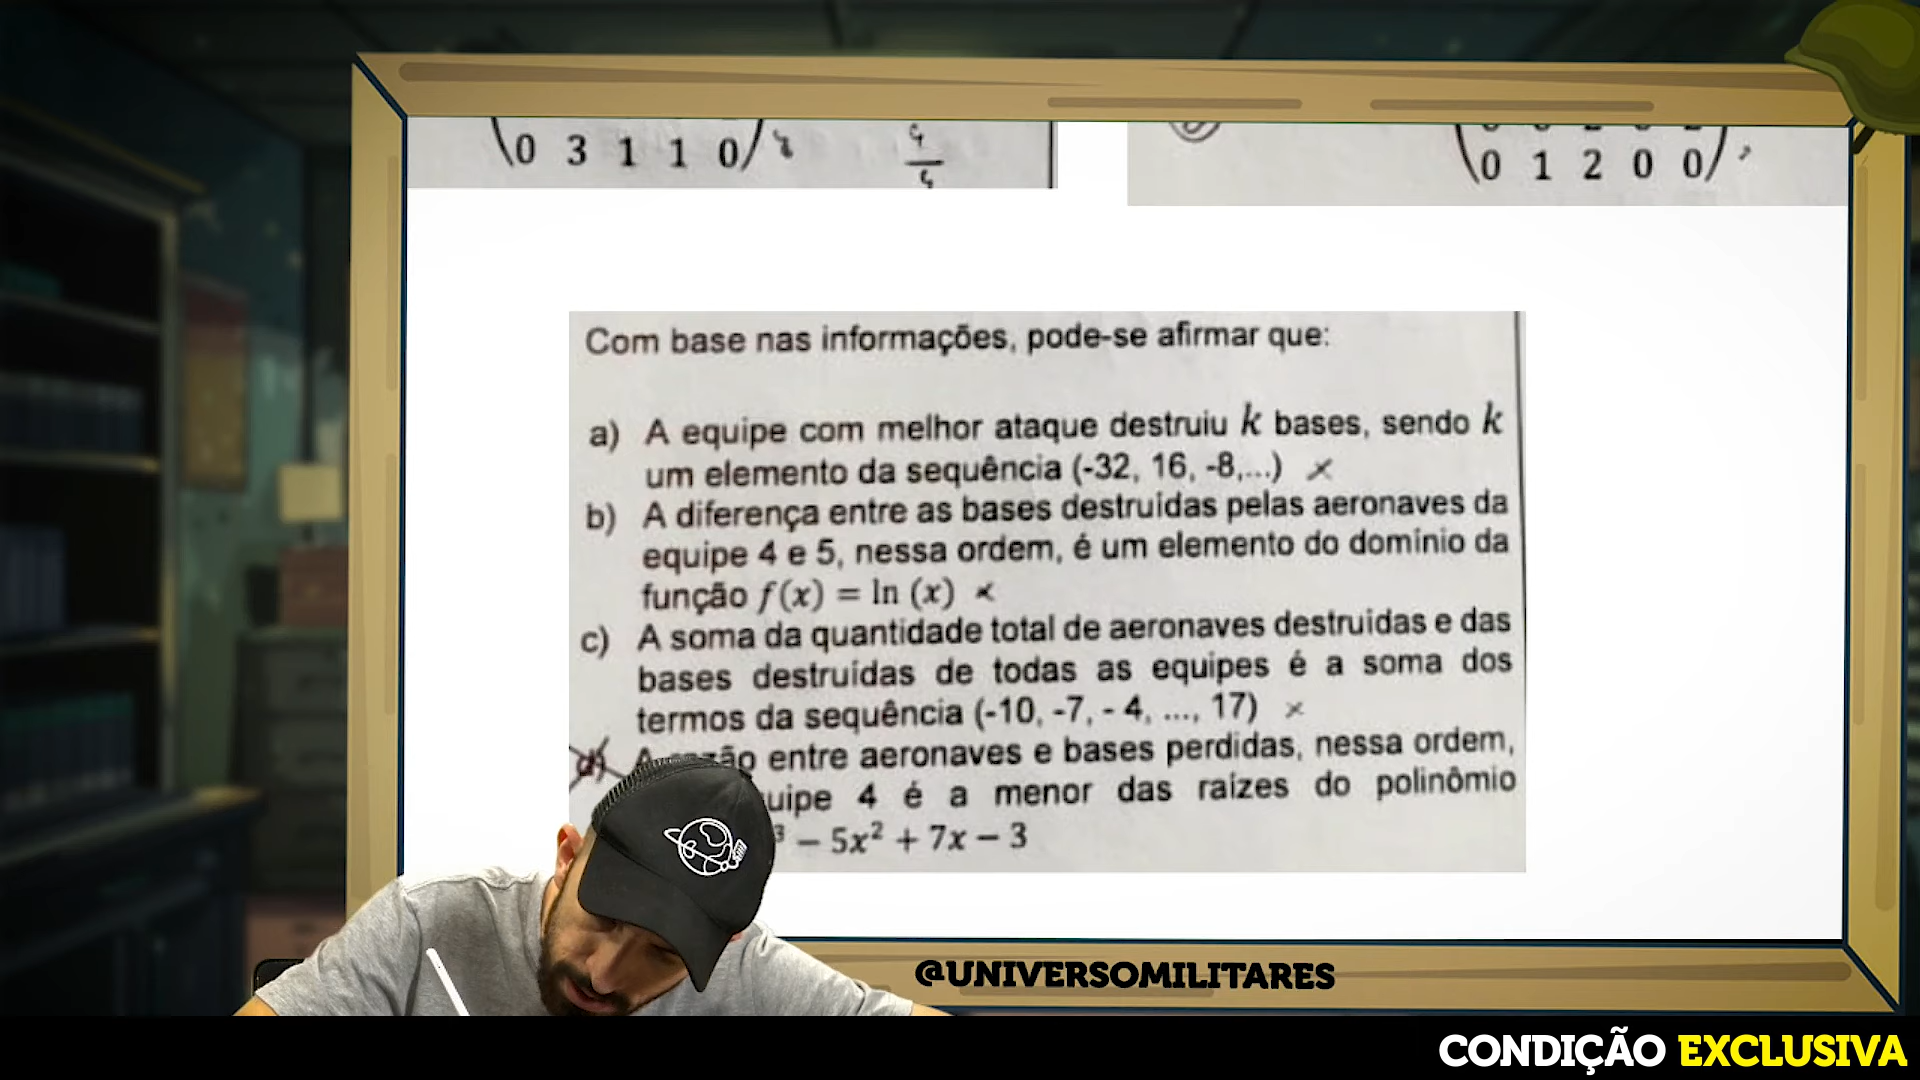 0 3 1 1 0
0 1 2 0 0
Com base nas informações, pode-se afirmar que:
a) A equipe com melhor ataque destruiu k bases, sendo k
um elemento da sequência (-32, 16, -8,...)
b) A diferença entre as bases destruídas pelas aeronaves da
equipe 4 e 5, nessa ordem, é um elemento do domínio da
função f(x) = ln (x)
c) A soma da quantidade total de aeronaves destruidas e das
bases destruídas de todas as equipes é a soma dos
termos da sequência (-10, -7, - 4, ..., 17)
d) A razão entre aeronaves e bases perdidas, nessa ordem,
4 é a menor das raízes do polinômio
– 5x² + 7x – 3
@UNIVERSOMILITARES
CONDIÇÃO EXCLUSIVA